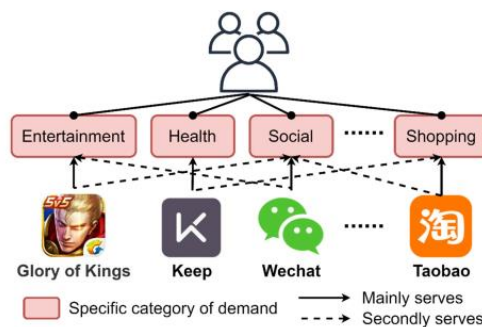 Entertainment
Health
Social
Shopping
5v5
淘
Glory of Kings
Keep
Wechat
Taobao
Specific category of demand
Mainly serves
Secondly serves